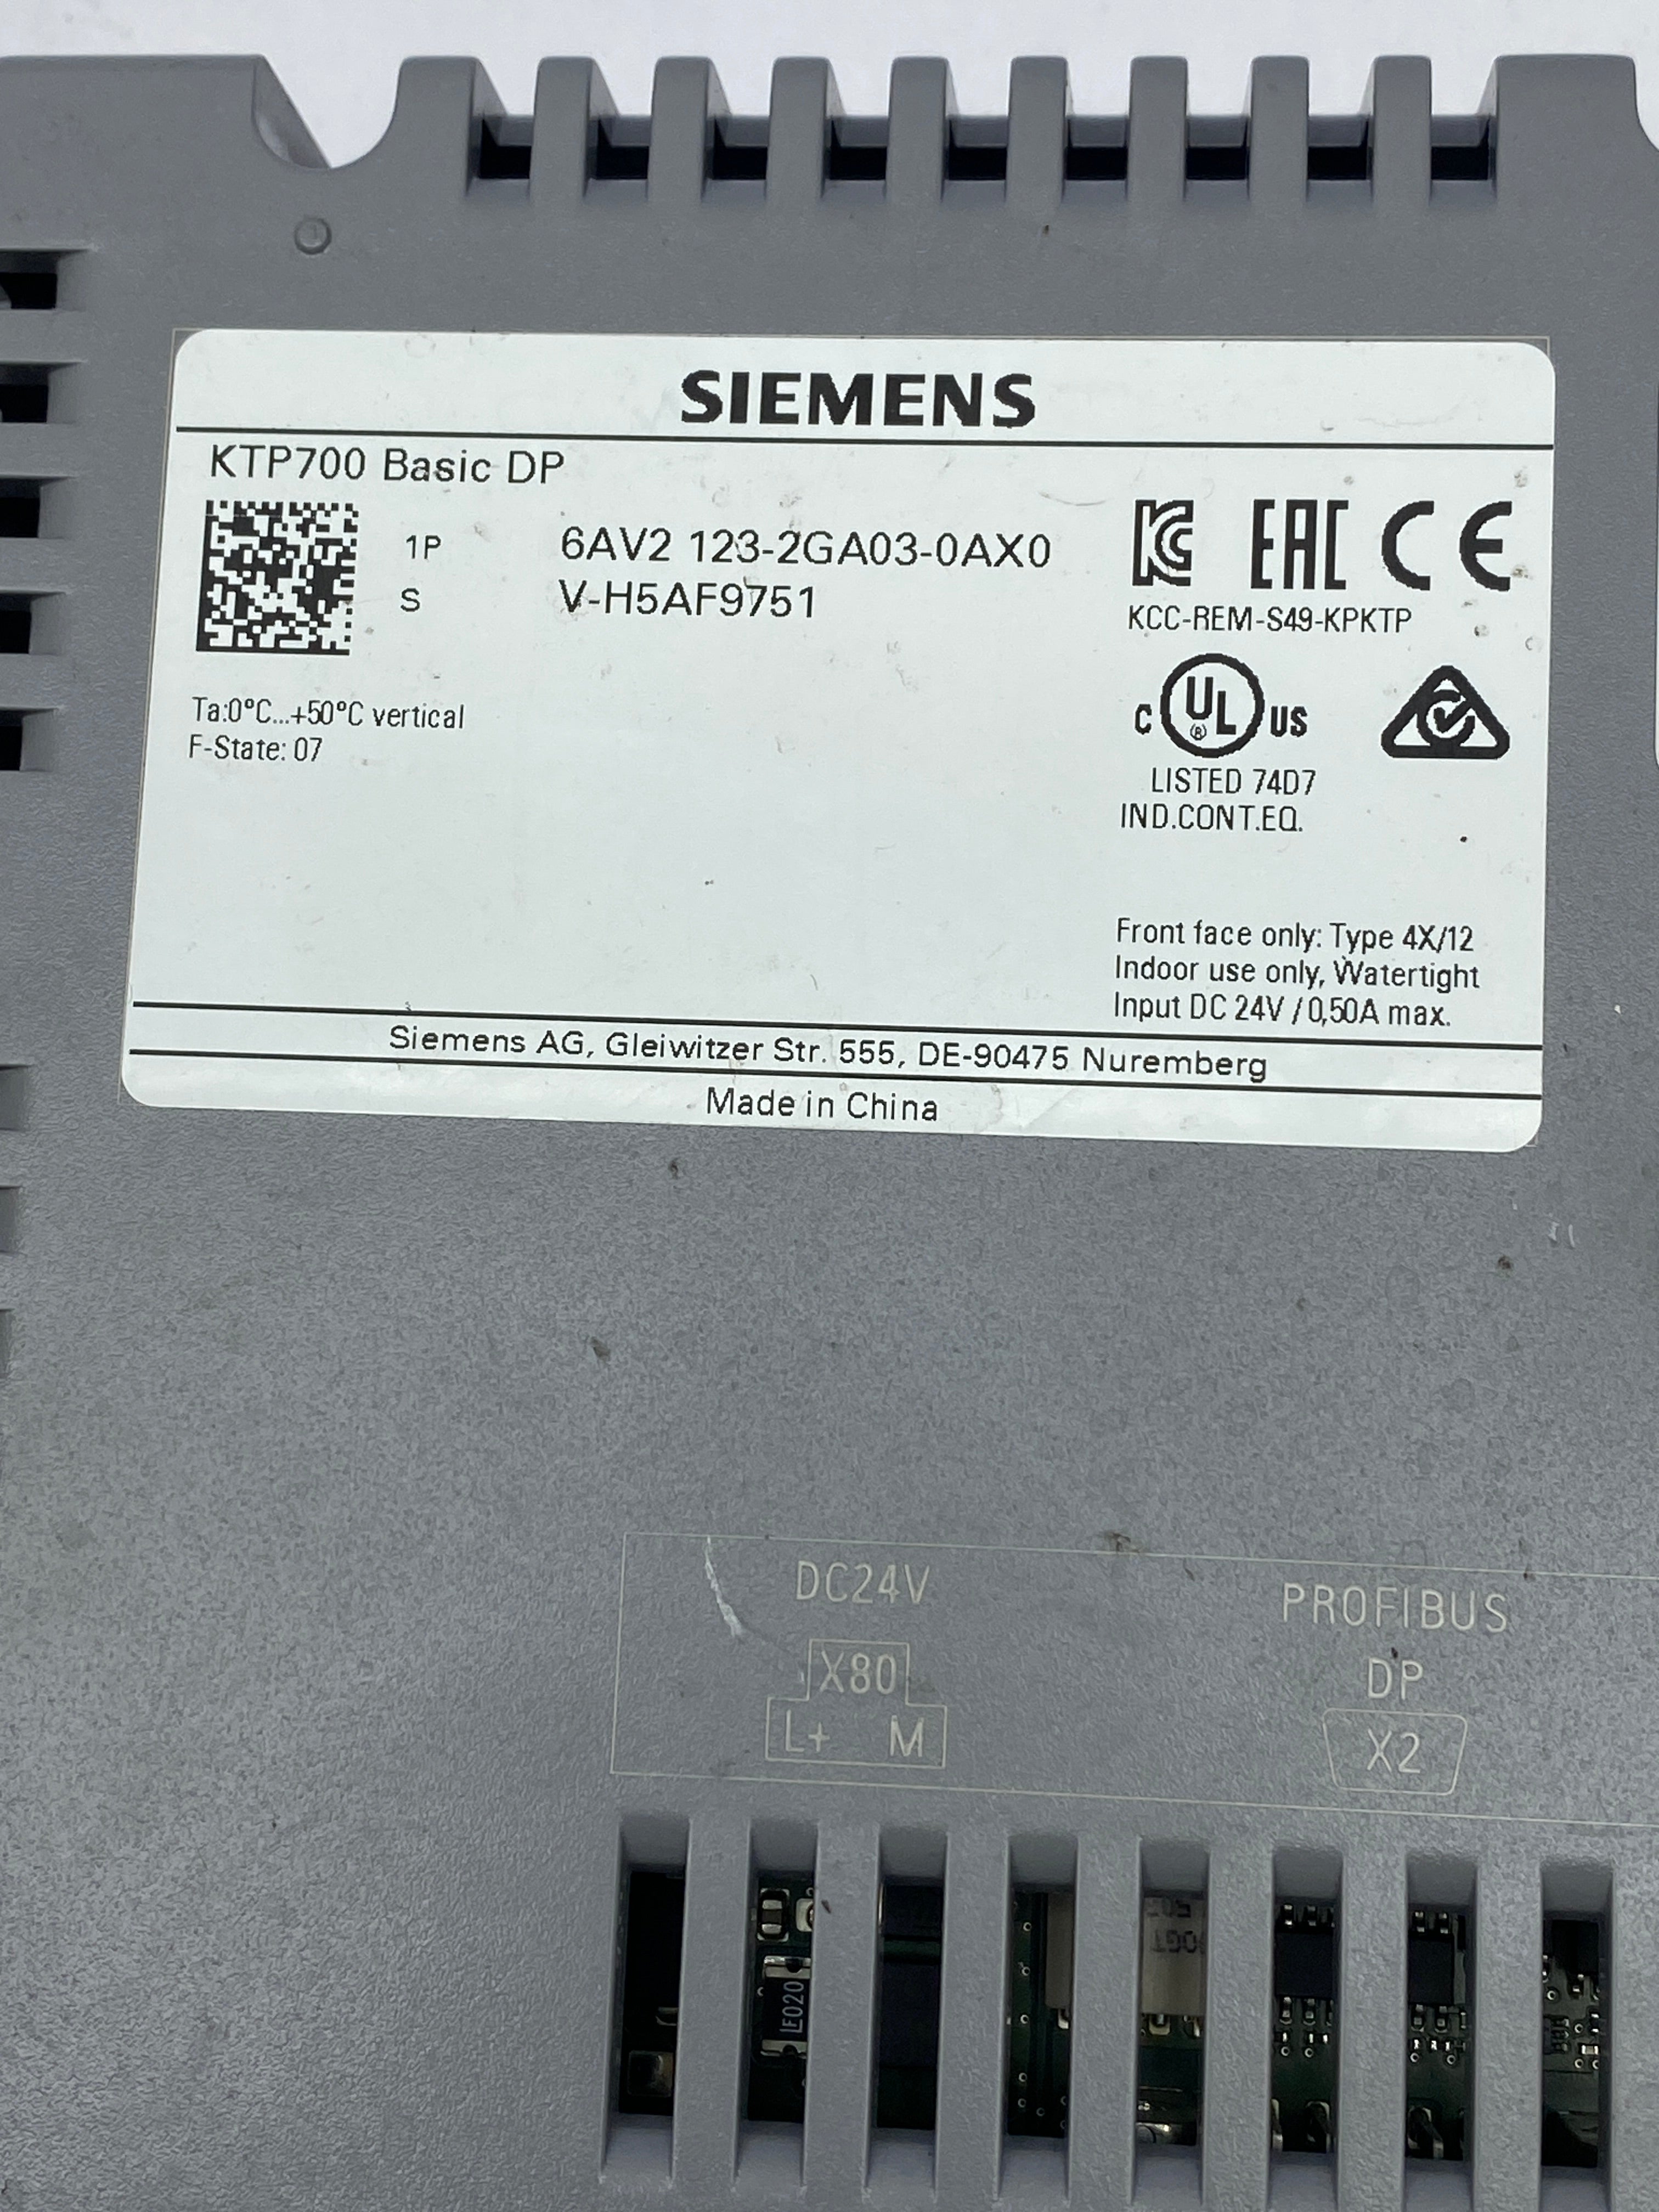 SIEMENS
KTP700 Basic DP
1P 6AV2 123-2GA03-0AX0
S V-H5AF9751
KCC-REM-S49-KPKTP
Ta:0°C...+50°C vertical
F-State: 07
C UL ® US
LISTED 74D7
IND.CONT.EQ.
Front face only: Type 4X/12
Indoor use only, Watertight
Input DC 24V / 0,50A max.
Siemens AG, Gleiwitzer Str. 555, DE-90475 Nuremberg
Made in China
DC24V
X80
L+ M
PROFIBUS
DP
X2
LE020